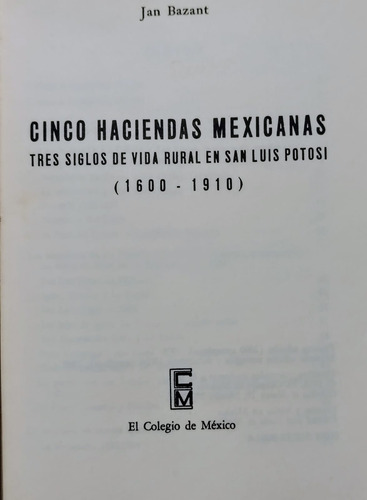 Jan Bazant
CINCO HACIENDAS MEXICANAS
TRES SIGLOS DE VIDA RURAL EN SAN LUIS POTOSI
(1600 - 1910)
CM
El Colegio de México